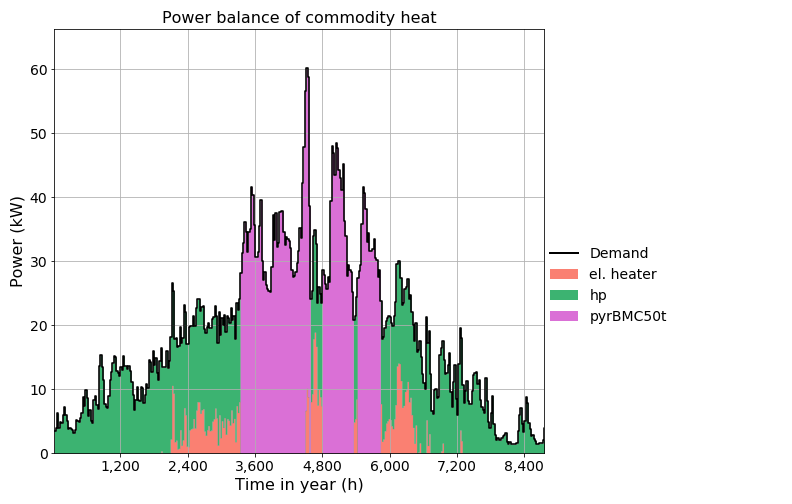 Power balance of commodity heat
Power (kW)
60
50
40
30
20
10
0
1,200 2,400 3,600 4,800 6,000 7,200 8,400
Time in year (h)
Demand
el. heater
hp
pyrBMC50t